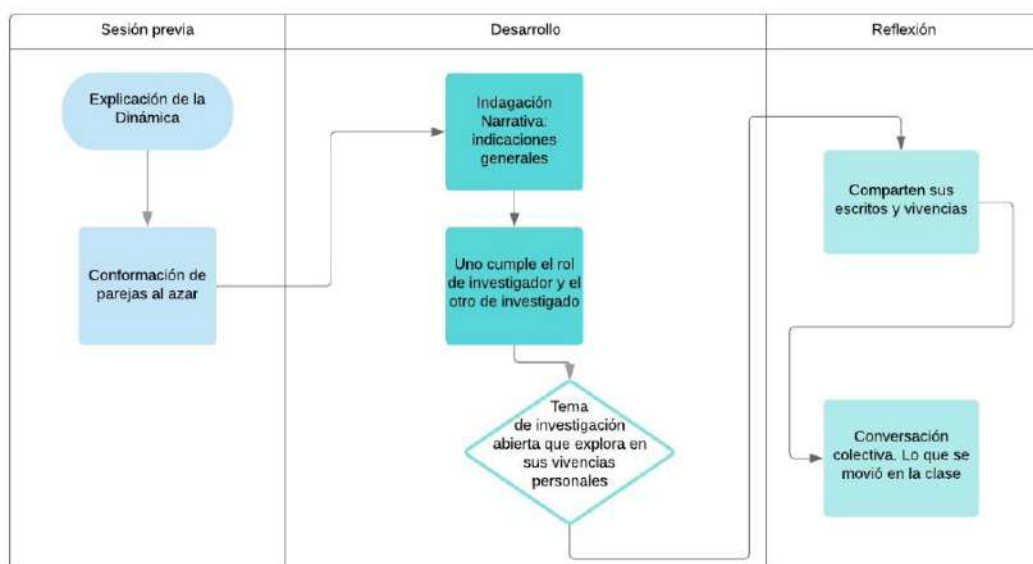 Sesión previa
Desarrollo
Reflexión
Explicación de la
Dinámica
Conformación de
parejas al azar
Indagación
Narrativa:
indicaciones
generales
Uno cumple el rol
de investigador y el
otro de investigado
Tema
de investigación
abierta que explora en
sus vivencias
personales
Comparten sus
escritos y vivencias
Conversación
colectiva. Lo que se
movió en la clase